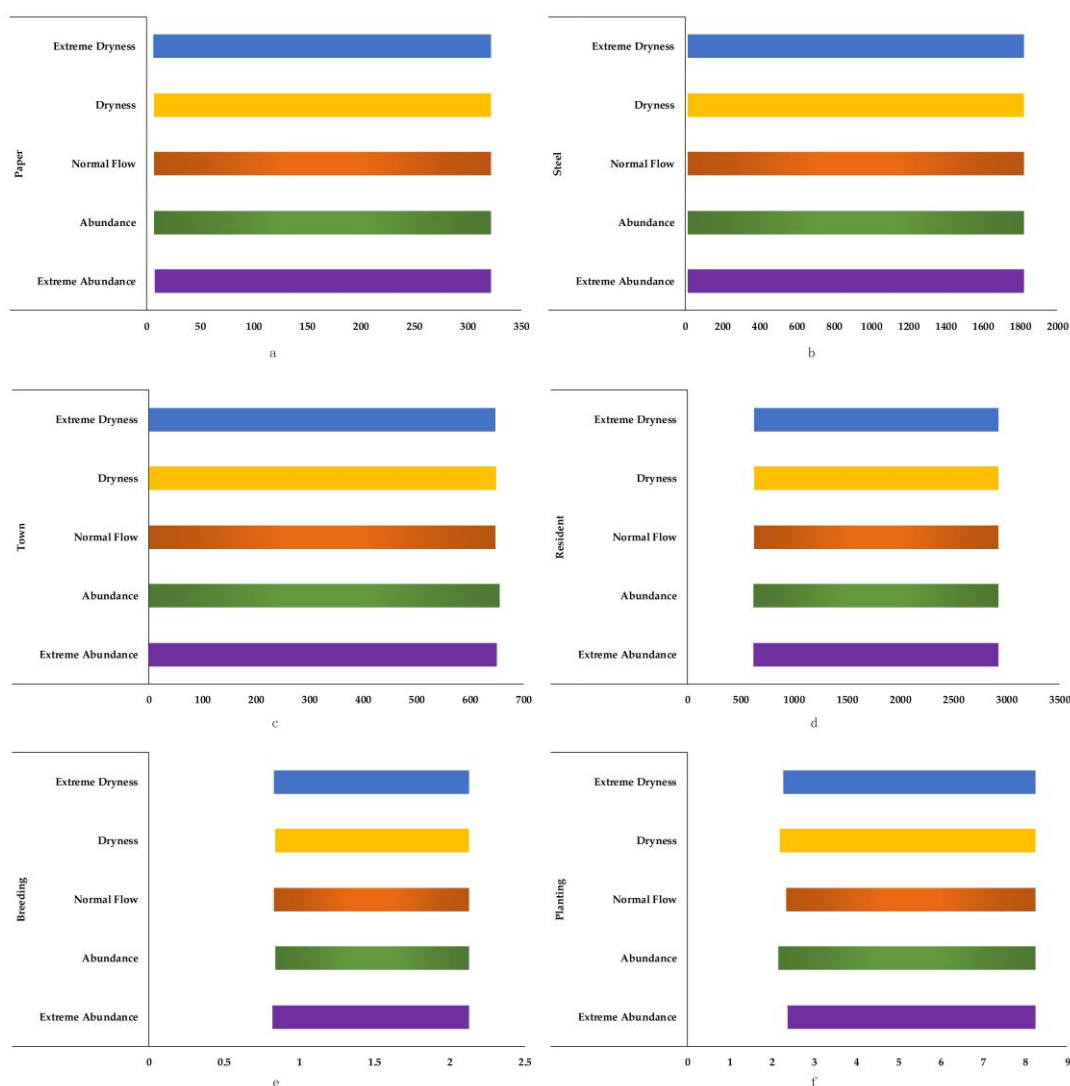 Paper
Extreme Dryness
Dryness
Normal Flow
Abundance
Extreme Abundance
0 50 100 150 200 250 300 350
a
Steel
Extreme Dryness
Dryness
Normal Flow
Abundance
Extreme Abundance
0 200 400 600 800 1000 1200 1400 1600 1800 2000
b
Town
Extreme Dryness
Dryness
Normal Flow
Abundance
Extreme Abundance
0 100 200 300 400 500 600 700
c
Resident
Extreme Dryness
Dryness
Normal Flow
Abundance
Extreme Abundance
0 500 1000 1500 2000 2500 3000 3500
d
Breeding
Extreme Dryness
Dryness
Normal Flow
Abundance
Extreme Abundance
0 0.5 1 1.5 2 2.5
e
Planting
Extreme Dryness
Dryness
Normal Flow
Abundance
Extreme Abundance
0 1 2 3 4 5 6 7 8 9
f